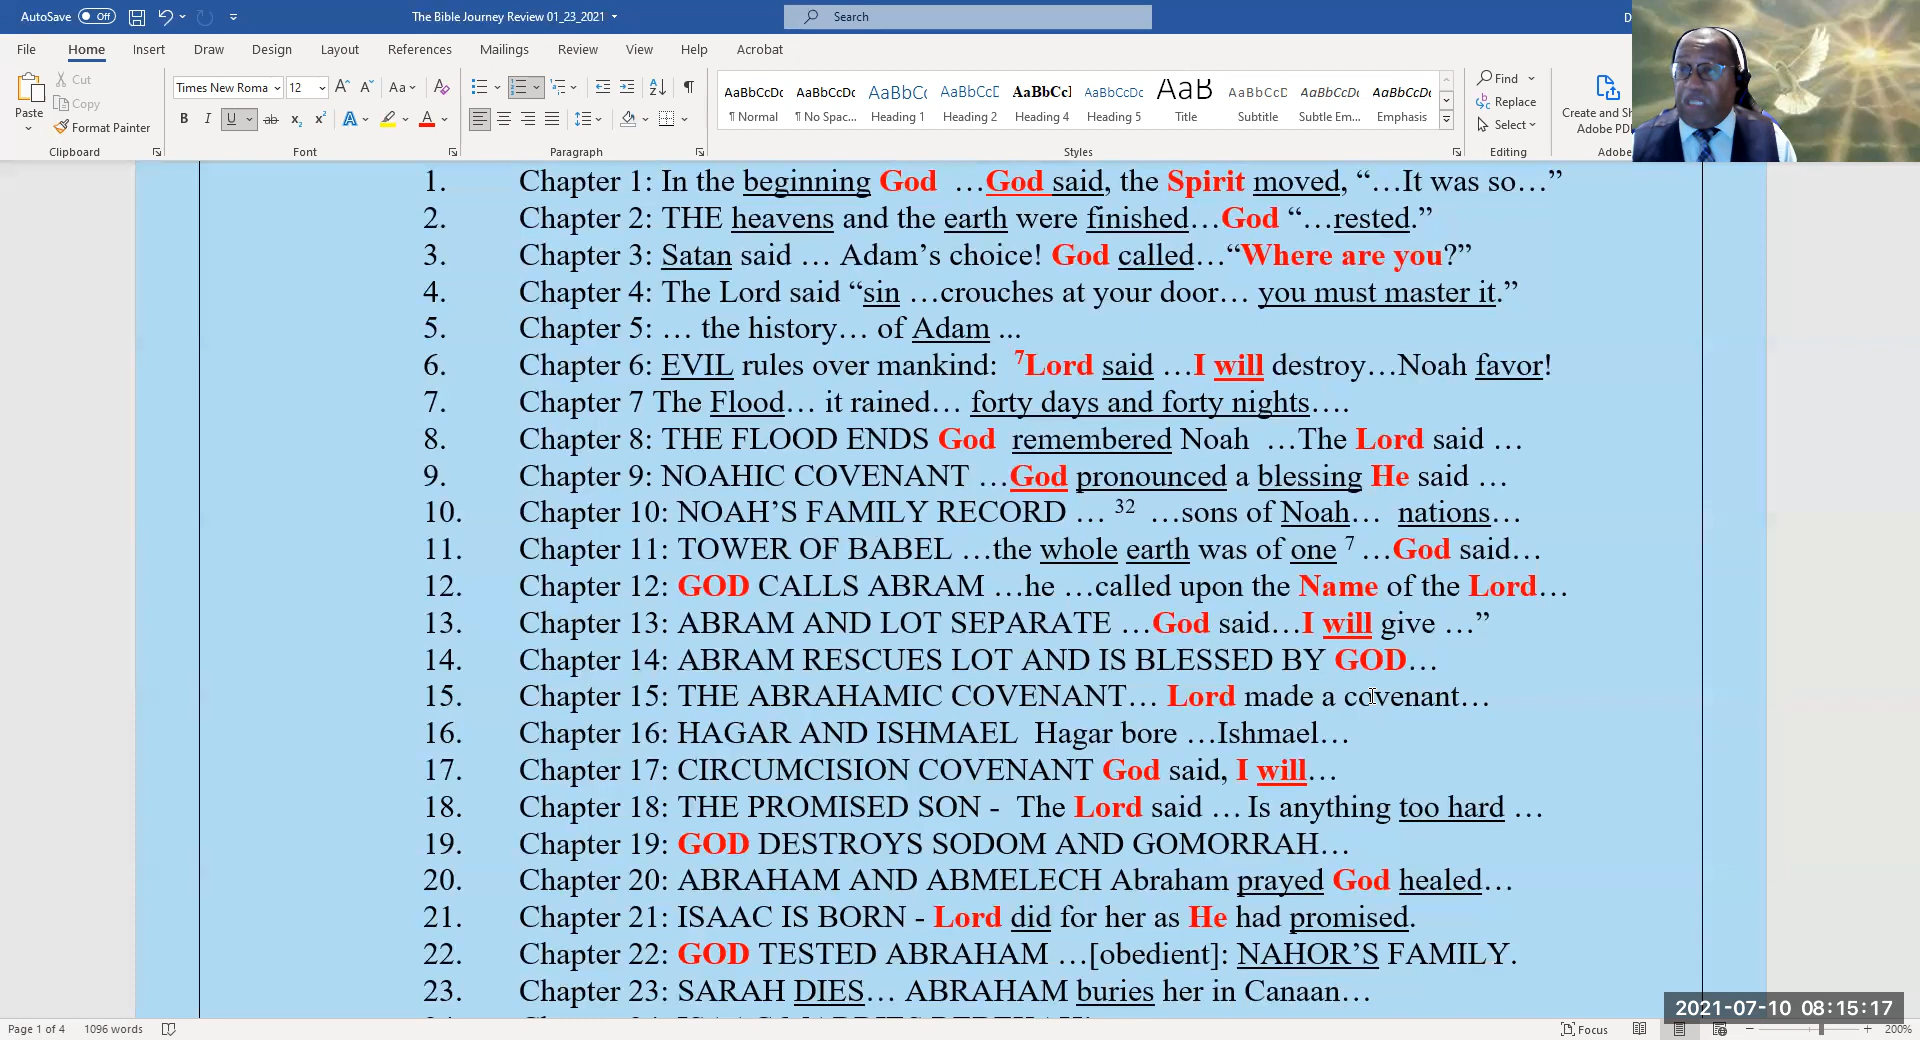 AutoSave Off The Bible Journey Review 01_23_2021 Search
File Home Insert Draw Design Layout References Mailings Review View Help Acrobat
Paste Cut Copy Format Painter Clipboard
Times New Roma 12 Font
Paragraph
AaBbCcDc ¶ Normal AaBbCcDc ¶ No Spac... AaBbC( Heading 1 AaBbCcD Heading 2 AaBbCcl Heading 4 AaBbCcDc Heading 5 AaB Title AaBbCcD Subtitle AaBbCcDt Subtle Em... AaBbCcDt Emphasis Styles
Find Replace Select Editing
Create and Sh Adobe PD Adobe
1. Chapter 1: In the beginning God …God said, the Spirit moved, “…It was so…”
2. Chapter 2: THE heavens and the earth were finished…God “…rested.”
3. Chapter 3: Satan said … Adam’s choice! God called…“Where are you?”
4. Chapter 4: The Lord said “sin …crouches at your door… you must master it.”
5. Chapter 5: … the history… of Adam ...
6. Chapter 6: EVIL rules over mankind: ⁷Lord said …I will destroy…Noah favor!
7. Chapter 7 The Flood… it rained… forty days and forty nights….
8. Chapter 8: THE FLOOD ENDS God remembered Noah …The Lord said …
9. Chapter 9: NOAHIC COVENANT …God pronounced a blessing He said …
10. Chapter 10: NOAH’S FAMILY RECORD … ³² …sons of Noah… nations…
11. Chapter 11: TOWER OF BABEL …the whole earth was of one ⁷ …God said…
12. Chapter 12: GOD CALLS ABRAM …he …called upon the Name of the Lord…
13. Chapter 13: ABRAM AND LOT SEPARATE …God said…I will give …”
14. Chapter 14: ABRAM RESCUES LOT AND IS BLESSED BY GOD…
15. Chapter 15: THE ABRAHAMIC COVENANT… Lord made a covenant…
16. Chapter 16: HAGAR AND ISHMAEL Hagar bore …Ishmael…
17. Chapter 17: CIRCUMCISION COVENANT God said, I will…
18. Chapter 18: THE PROMISED SON - The Lord said … Is anything too hard …
19. Chapter 19: GOD DESTROYS SODOM AND GOMORRAH…
20. Chapter 20: ABRAHAM AND ABMELECH Abraham prayed God healed…
21. Chapter 21: ISAAC IS BORN - Lord did for her as He had promised.
22. Chapter 22: GOD TESTED ABRAHAM …[obedient]: NAHOR’S FAMILY.
23. Chapter 23: SARAH DIES… ABRAHAM buries her in Canaan…
2021-07-10 08:15:17
Page 1 of 4 1096 words Focus 200%